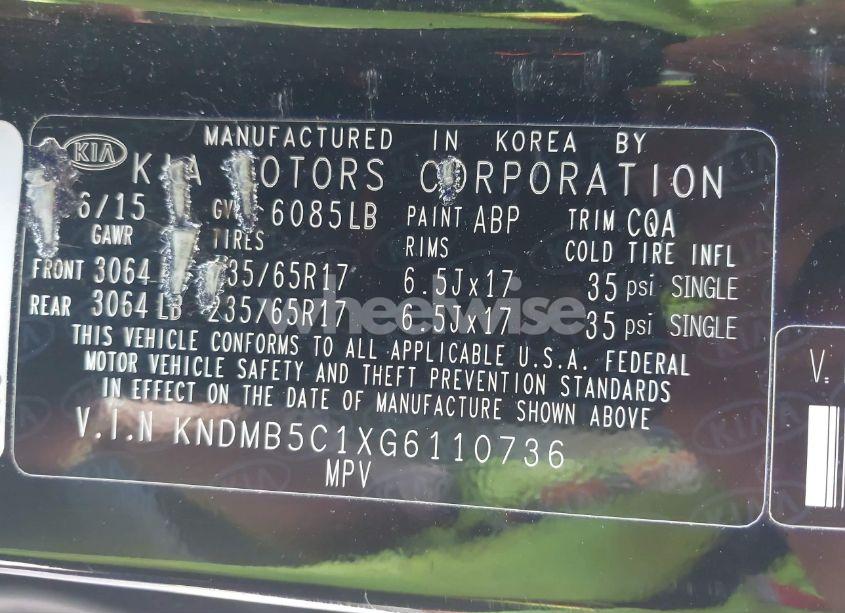 MANUFACTURED IN KOREA BY
KIA KIA MOTORS CORPORATION
6/15 6085LB PAINT ABP TRIM CQA
GAWR TIRES RIMS COLD TIRE INFL
FRONT 3064 235/65R17 6.5Jx17 35 psi SINGLE
REAR 3064 LB 235/65R17 6.5Jx17 35 psi SINGLE
wheelwise
THIS VEHICLE CONFORMS TO ALL APPLICABLE U.S.A. FEDERAL
MOTOR VEHICLE SAFETY AND THEFT PREVENTION STANDARDS
IN EFFECT ON THE DATE OF MANUFACTURE SHOWN ABOVE
V.I.N KNDMB5C1XG6110736
MPV
V.